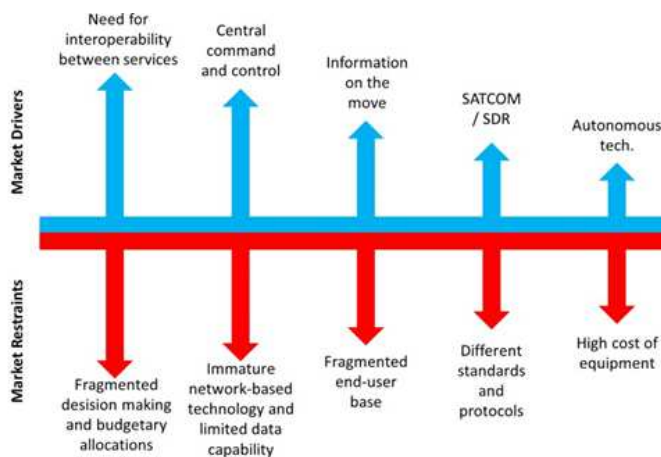 Market Drivers
Need for
interoperability
between services
Central
command
and control
Information
on the
move
SATCOM
/ SDR
Autonomous
tech.
Market Restraints
Fragmented
decision making
and budgetary
allocations
Immature
network-based
technology and
limited data
capability
Fragmented
end-user
base
Different
standards and
protocols
High cost of
equipment